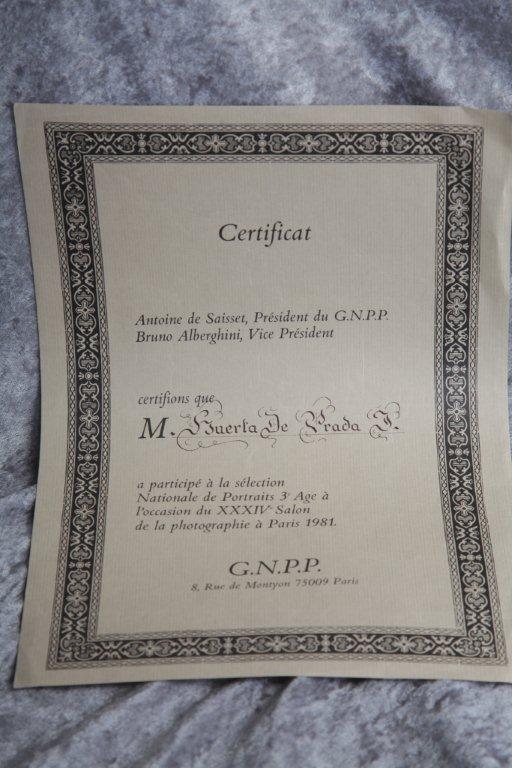 Certificat
Antoine de Saisset, Président du G.N.P.P.
Bruno Alberghini, Vice Président
certifions que
M. Huerta De Prada J.
a participé à la sélection
Nationale de Portraits 3e Age à
l'occasion du XXXIVe Salon
de la photographie à Paris 1981.
G.N.P.P.
8, Rue de Montyon 75009 Paris